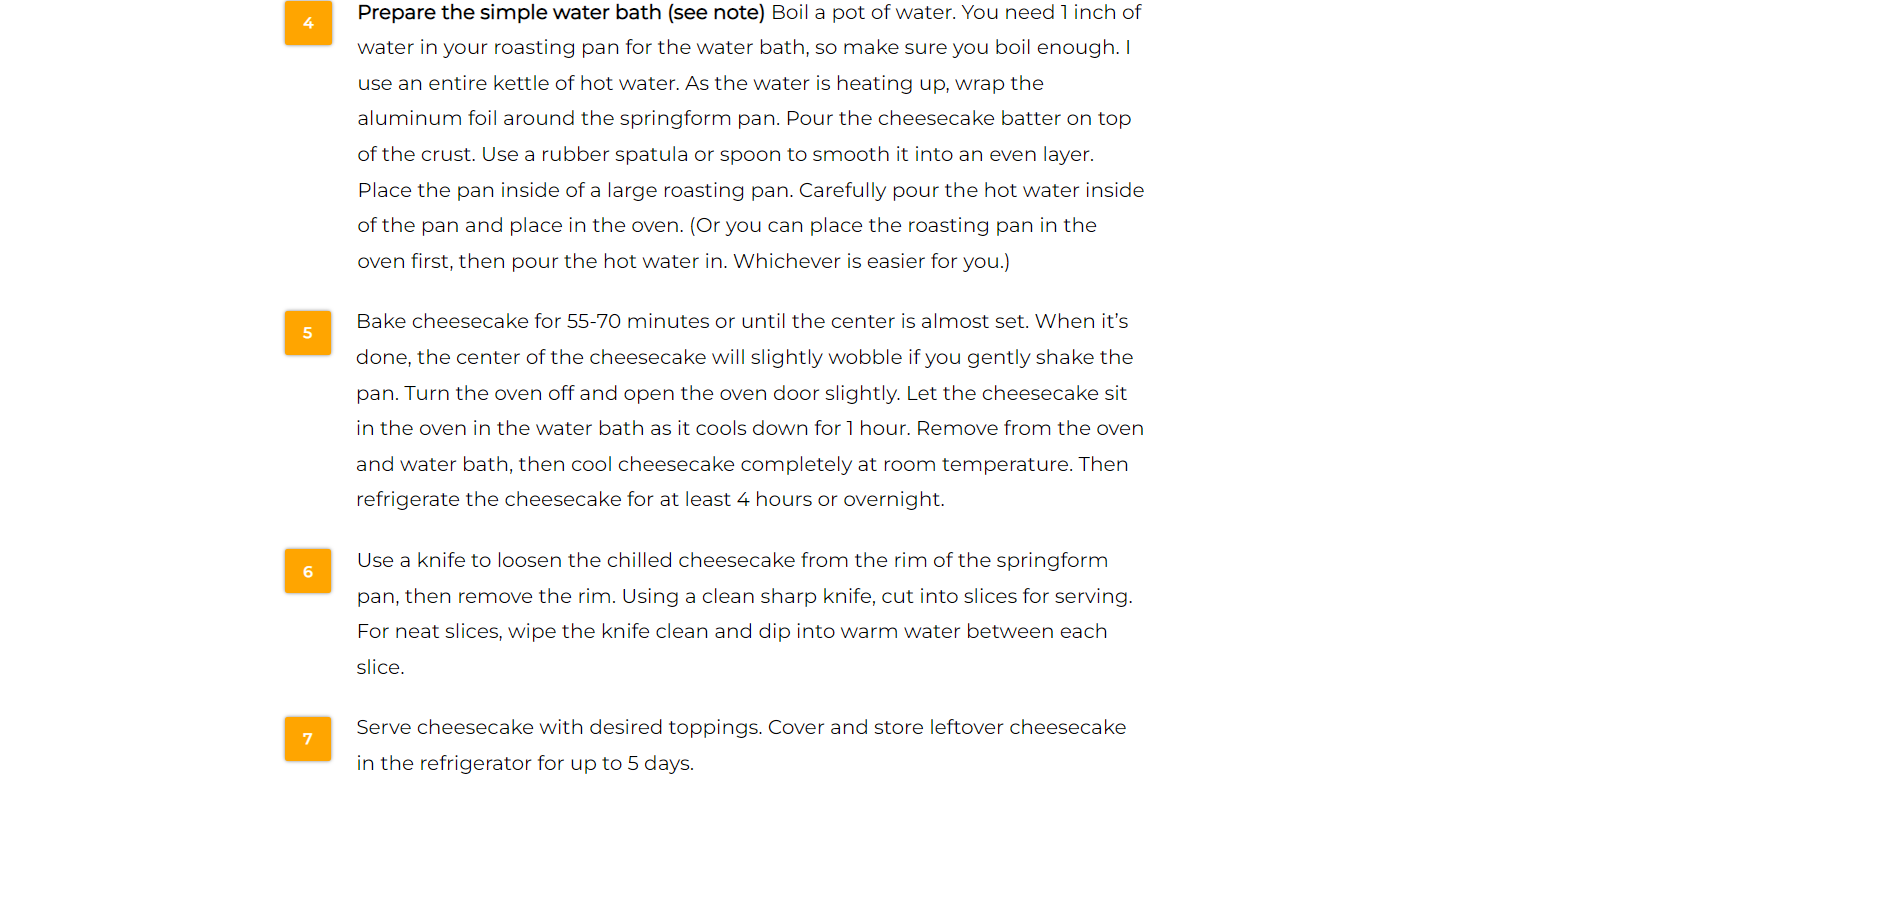 4
Prepare the simple water bath (see note) Boil a pot of water. You need 1 inch of
water in your roasting pan for the water bath, so make sure you boil enough. I
use an entire kettle of hot water. As the water is heating up, wrap the
aluminum foil around the springform pan. Pour the cheesecake batter on top
of the crust. Use a rubber spatula or spoon to smooth it into an even layer.
Place the pan inside of a large roasting pan. Carefully pour the hot water inside
of the pan and place in the oven. (Or you can place the roasting pan in the
oven first, then pour the hot water in. Whichever is easier for you.)
5
Bake cheesecake for 55-70 minutes or until the center is almost set. When it’s
done, the center of the cheesecake will slightly wobble if you gently shake the
pan. Turn the oven off and open the oven door slightly. Let the cheesecake sit
in the oven in the water bath as it cools down for 1 hour. Remove from the oven
and water bath, then cool cheesecake completely at room temperature. Then
refrigerate the cheesecake for at least 4 hours or overnight.
6
Use a knife to loosen the chilled cheesecake from the rim of the springform
pan, then remove the rim. Using a clean sharp knife, cut into slices for serving.
For neat slices, wipe the knife clean and dip into warm water between each
slice.
7
Serve cheesecake with desired toppings. Cover and store leftover cheesecake
in the refrigerator for up to 5 days.